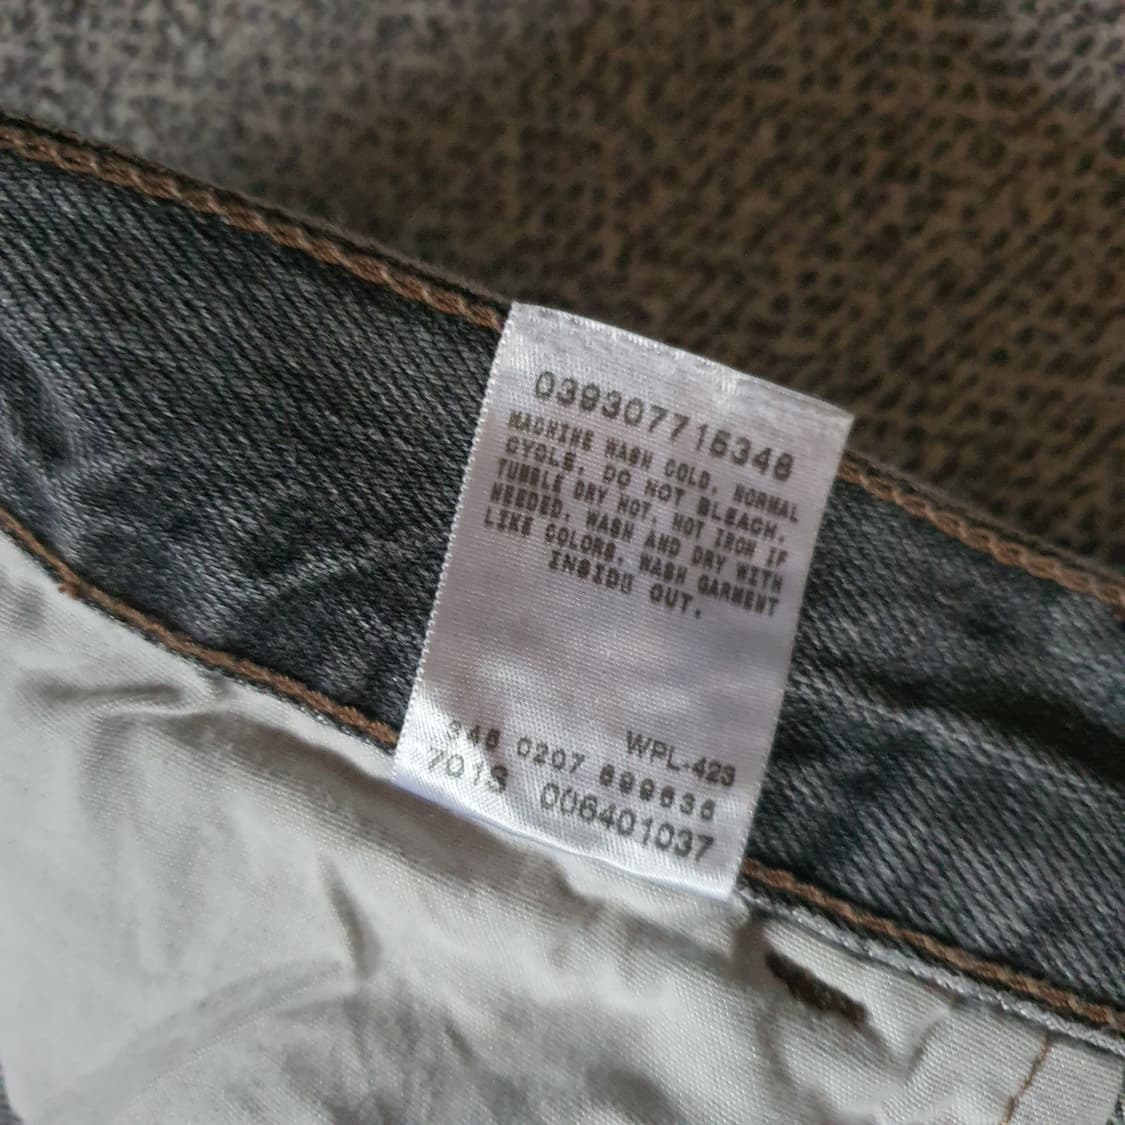 039307715348
MACHINE WASH COLD, NORMAL
CYCLE. DO NOT BLEACH.
TUMBLE DRY HOT. HOT IRON IF
NEEDED. WASH AND DRY WITH
LIKE COLORS. WASH GARMENT
INSIDE OUT.
WPL-423
348 0207 699636
701S 006401037